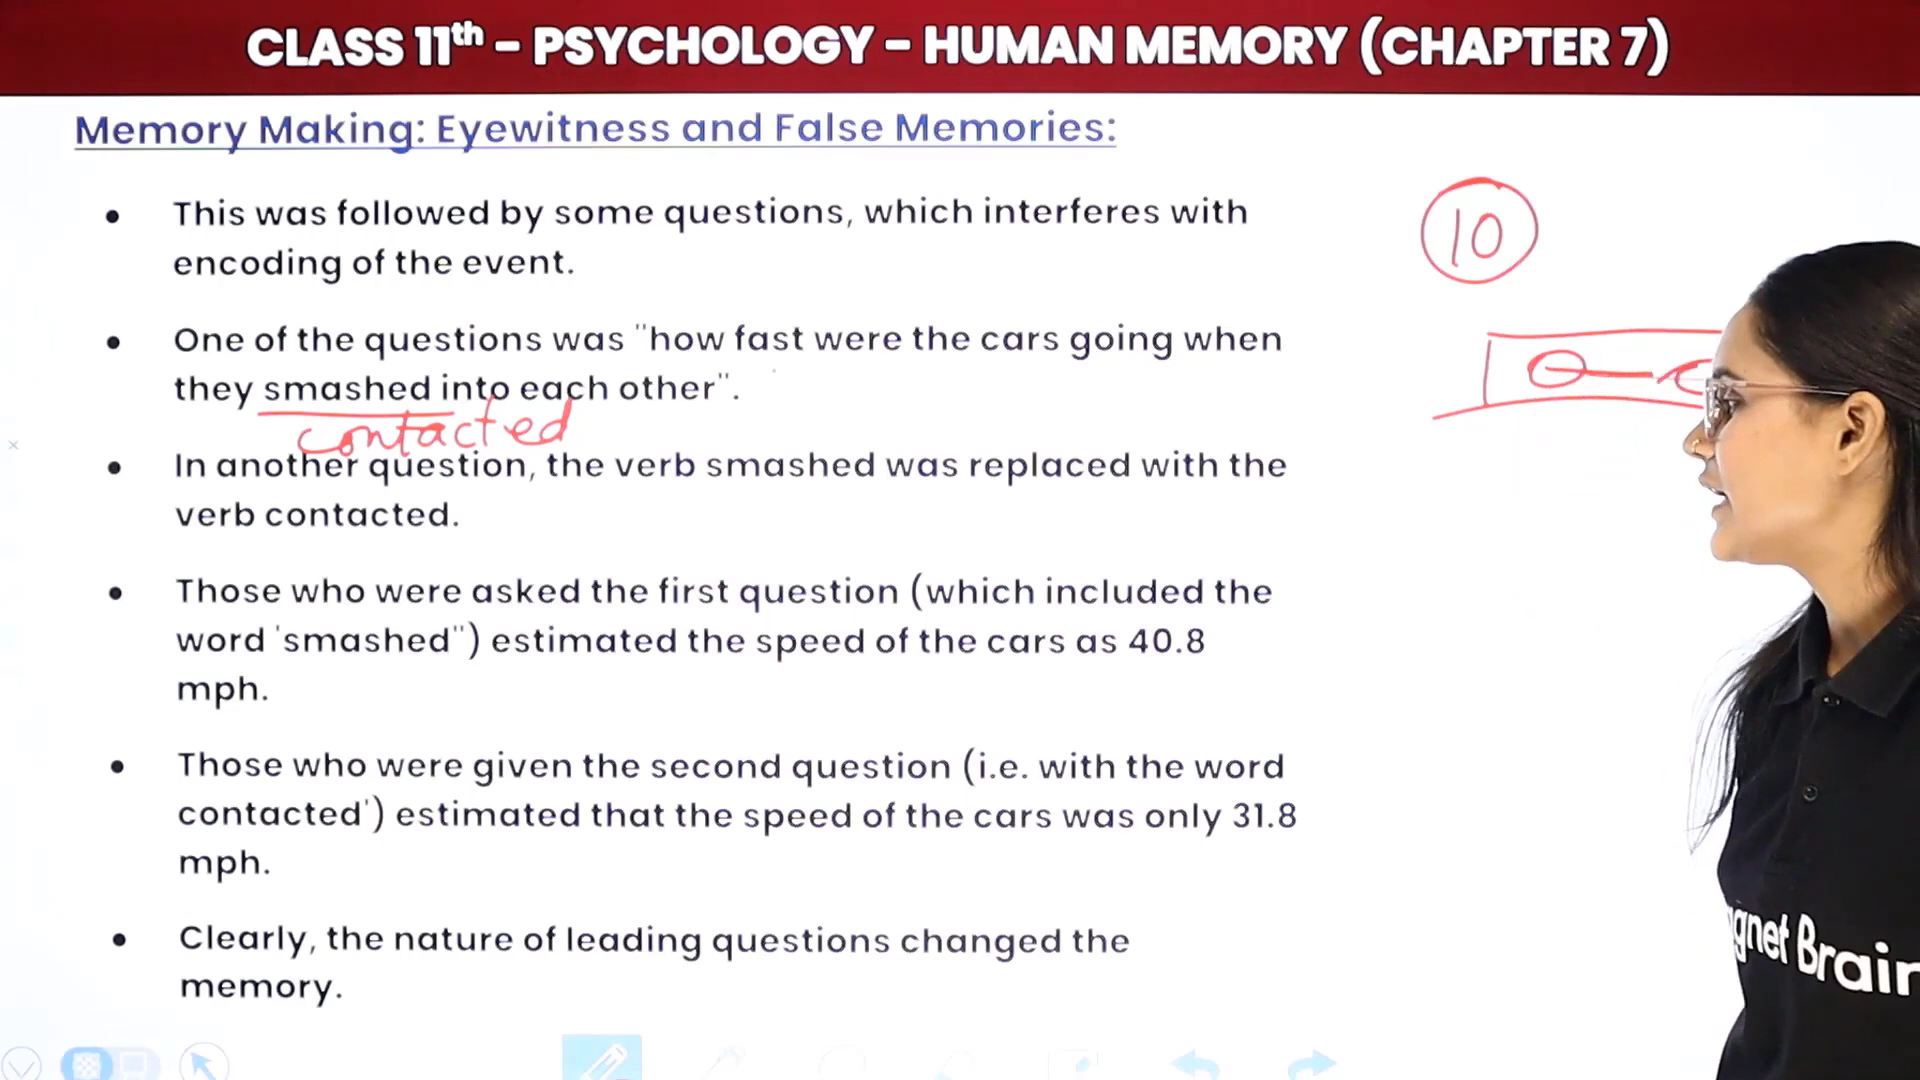 CLASS 11th – PSYCHOLOGY – HUMAN MEMORY (CHAPTER 7)
Memory Making: Eyewitness and False Memories:
• This was followed by some questions, which interferes with
encoding of the event.
10
• One of the questions was "how fast were the cars going when
they smashed into each other".
contacted
• In another question, the verb smashed was replaced with the
verb contacted.
• Those who were asked the first question (which included the
word 'smashed") estimated the speed of the cars as 40.8
mph.
• Those who were given the second question (i.e. with the word
contacted') estimated that the speed of the cars was only 31.8
mph.
• Clearly, the nature of leading questions changed the
memory.
gnet Brain